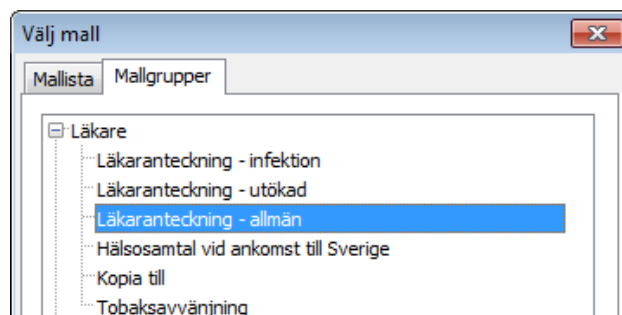 Välj mall
Mallista Mallgrupper
Läkare
Läkaranteckning - infektion
Läkaranteckning - utökad
Läkaranteckning - allmän
Hälsosamtal vid ankomst till Sverige
Kopia till
Tobaksavvänjning